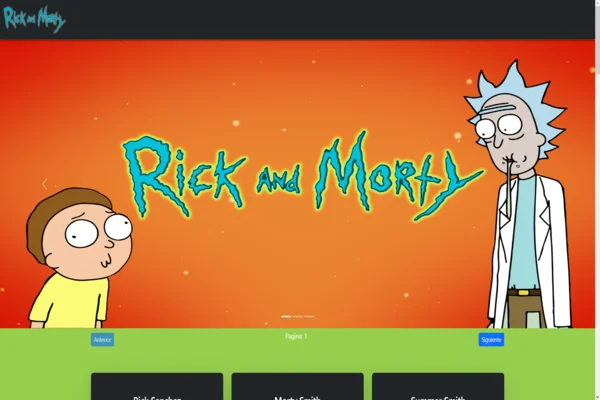 Rick and Morty
Rick and Morty
Anterior
Pagina: 1
Siguiente
Rick Sanchez
Morty Smith
Summer Smith